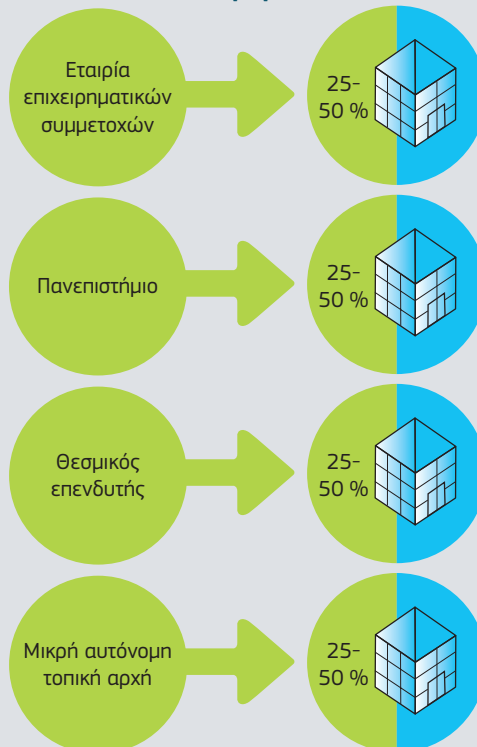 Εταιρία
επιχειρηματικών
συμμετοχών
25-
50 %
Πανεπιστήμιο
25-
50 %
Θεσμικός
επενδυτής
25-
50 %
Μικρή αυτόνομη
τοπική αρχή
25-
50 %